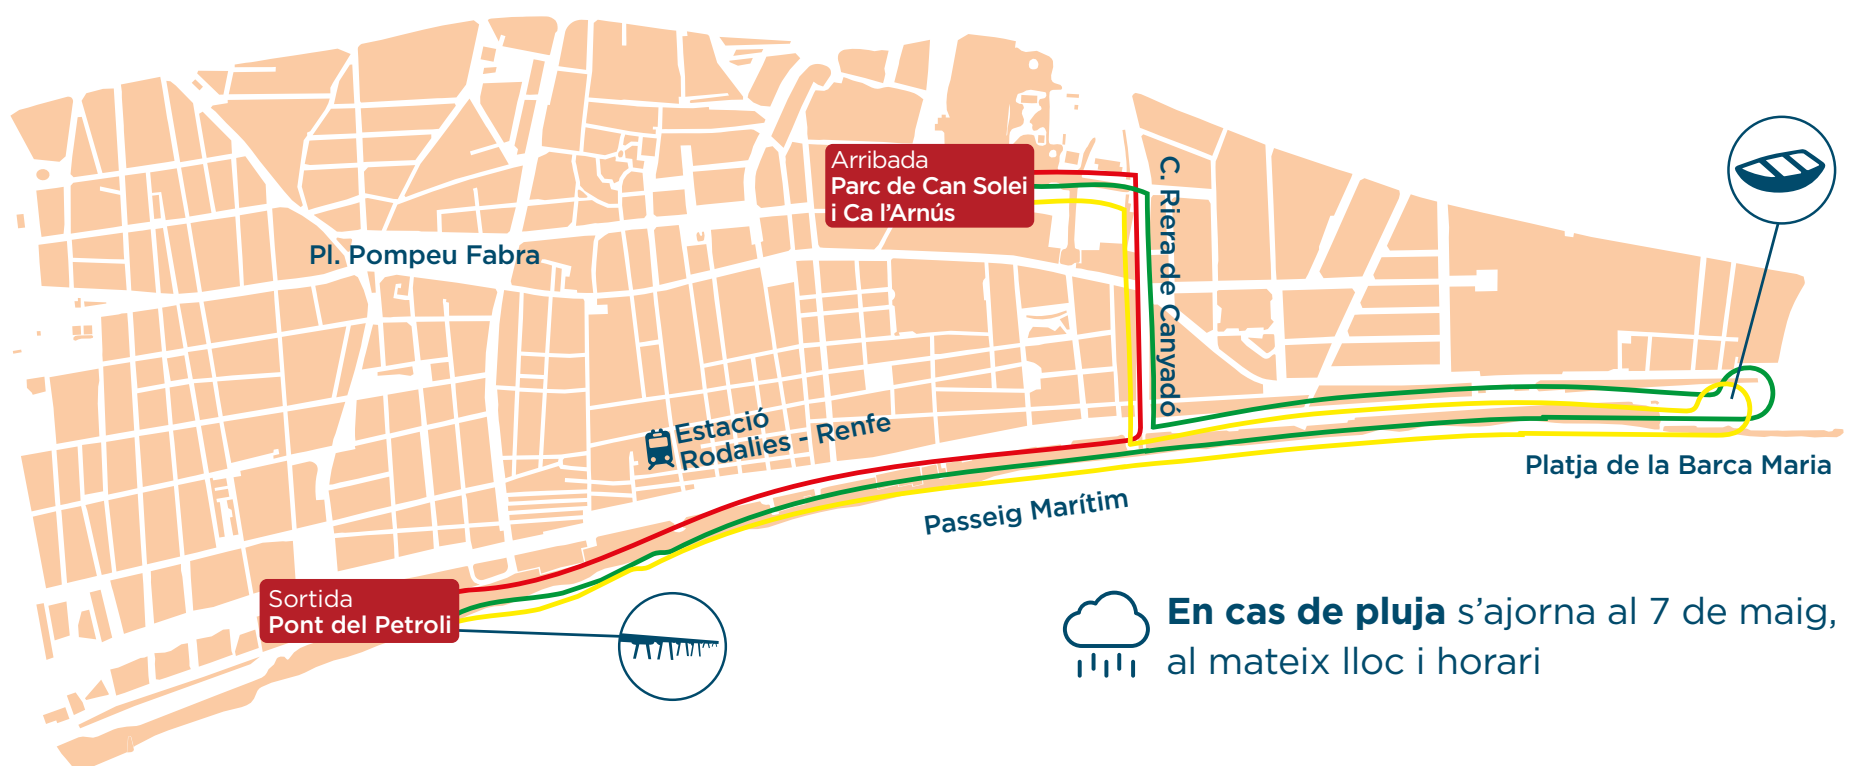 Arribada
Parc de Can Solei
i Ca l’Arnús
C. Riera de Canyadó
Pl. Pompeu Fabra
Estació
Rodalies - Renfe
Platja de la Barca Maria
Passeig Marítim
Sortida
Pont del Petroli
En cas de pluja s’ajorna al 7 de maig,
al mateix lloc i horari